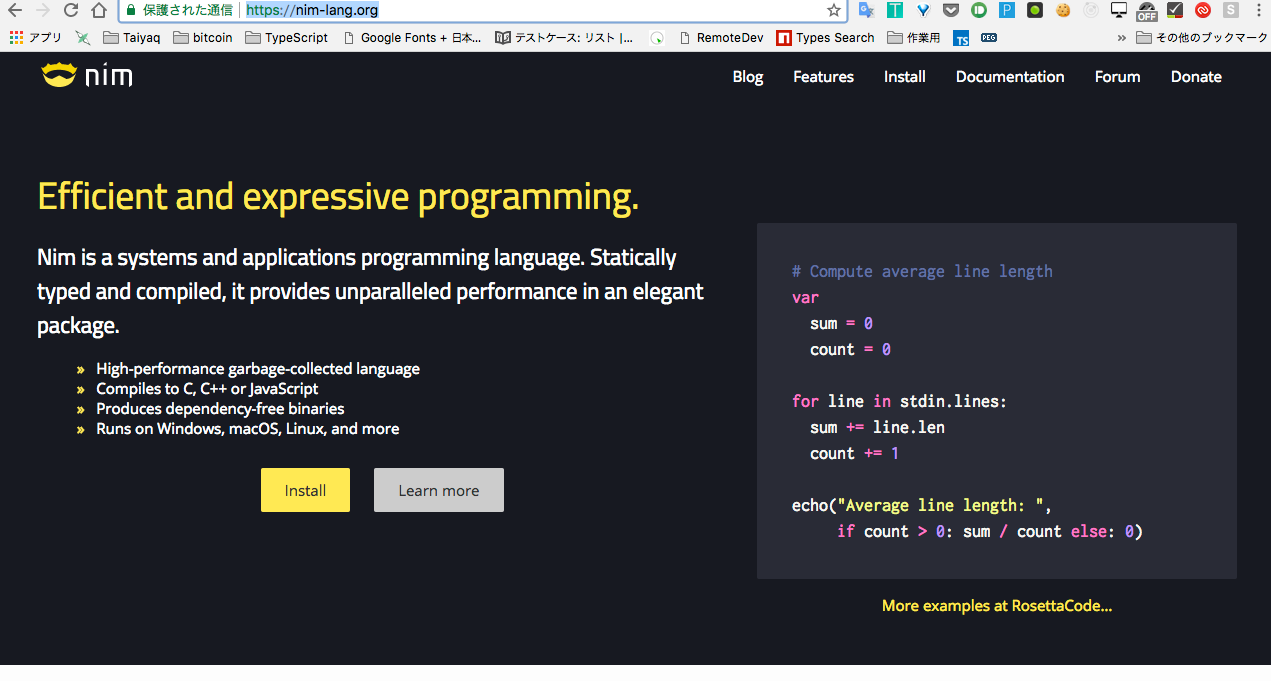 保護された通信 https://nim-lang.org
OFF P S
アプリ Taiyaq bitcoin TypeScript Google Fonts + 日本... テストケース: リスト |... RemoteDev Types Search 作業用 TS PEG » その他のブックマーク
nim
Blog Features Install Documentation Forum Donate
Efficient and expressive programming.
Nim is a systems and applications programming language. Statically
typed and compiled, it provides unparalleled performance in an elegant
package.
» High-performance garbage-collected language
» Compiles to C, C++ or JavaScript
» Produces dependency-free binaries
» Runs on Windows, macOS, Linux, and more
Install Learn more
# Compute average line length
var
sum = 0
count = 0
for line in stdin.lines:
sum += line.len
count += 1
echo("Average line length: ",
if count > 0: sum / count else: 0)
More examples at RosettaCode...